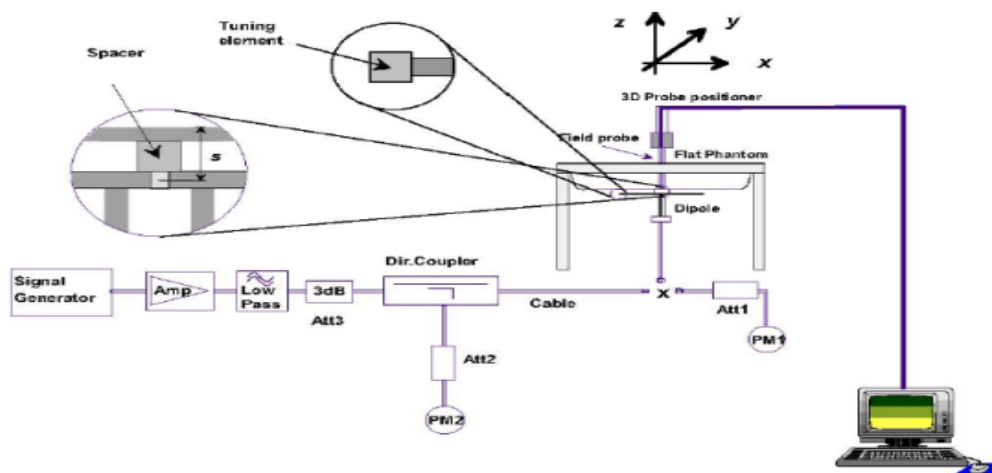 Tuning
element
Spacer
s
z
y
x
3D Probe positioner
Field probe
Flat Phantom
Dipole
Signal
Generator
Amp
Low
Pass
3dB
Att3
Dir.Coupler
Cable
X
Att1
PM1
Att2
PM2